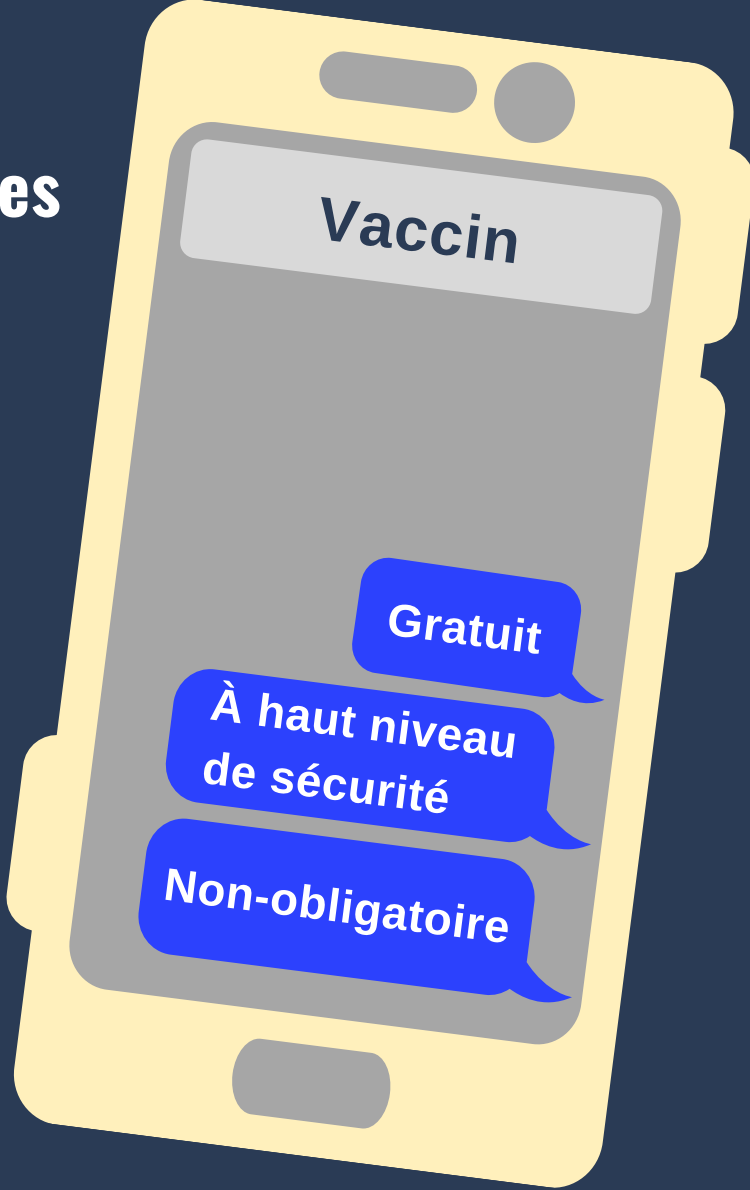 es
Vaccin
Gratuit
À haut niveau
de sécurité
Non-obligatoire